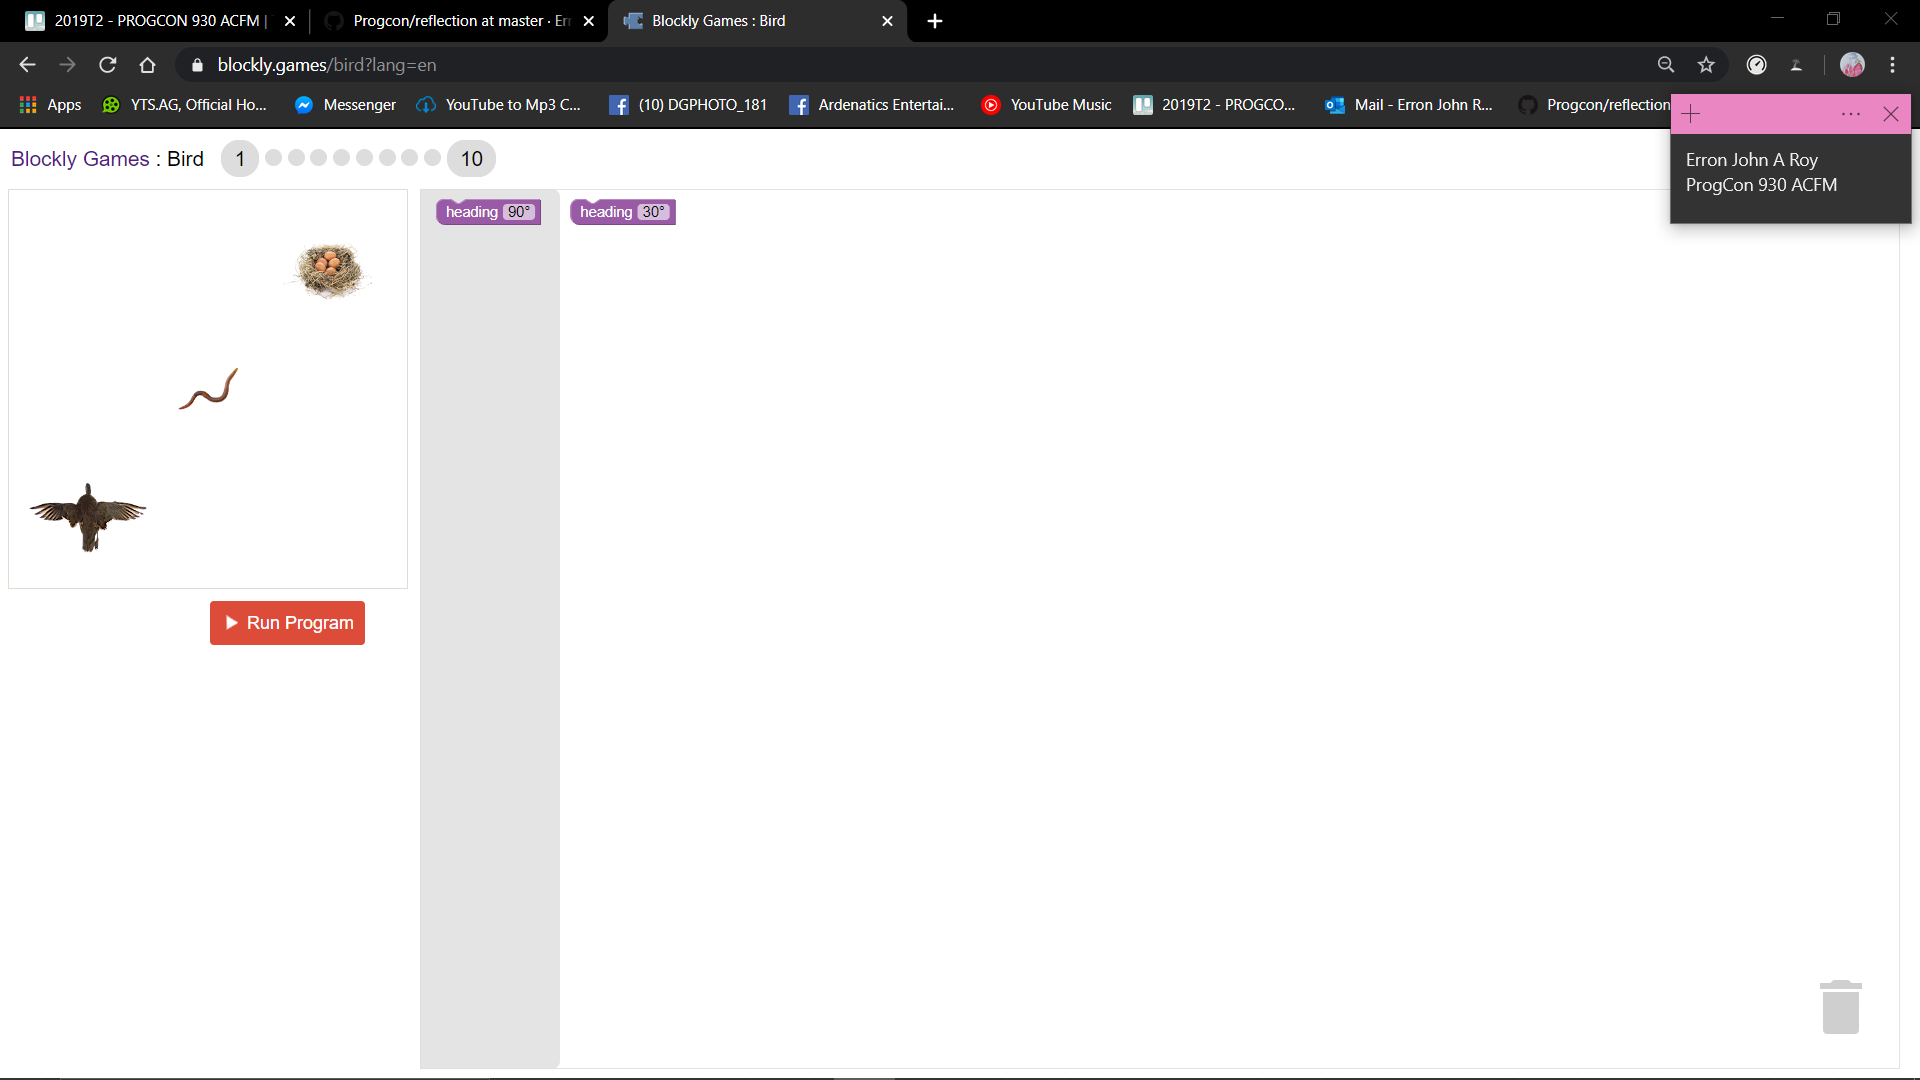 2019T2 - PROGCON 930 ACFM |
Progcon/reflection at master · Err
Blockly Games : Bird
blockly.games/bird?lang=en
Apps
YTS.AG, Official Ho...
Messenger
YouTube to Mp3 C...
(10) DGPHOTO_181
Ardenatics Entertai...
YouTube Music
2019T2 - PROGCO...
Mail - Erron John R...
Progcon/reflection
Blockly Games : Bird
1
10
Erron John A Roy
ProgCon 930 ACFM
heading 90°
heading 30°
Run Program